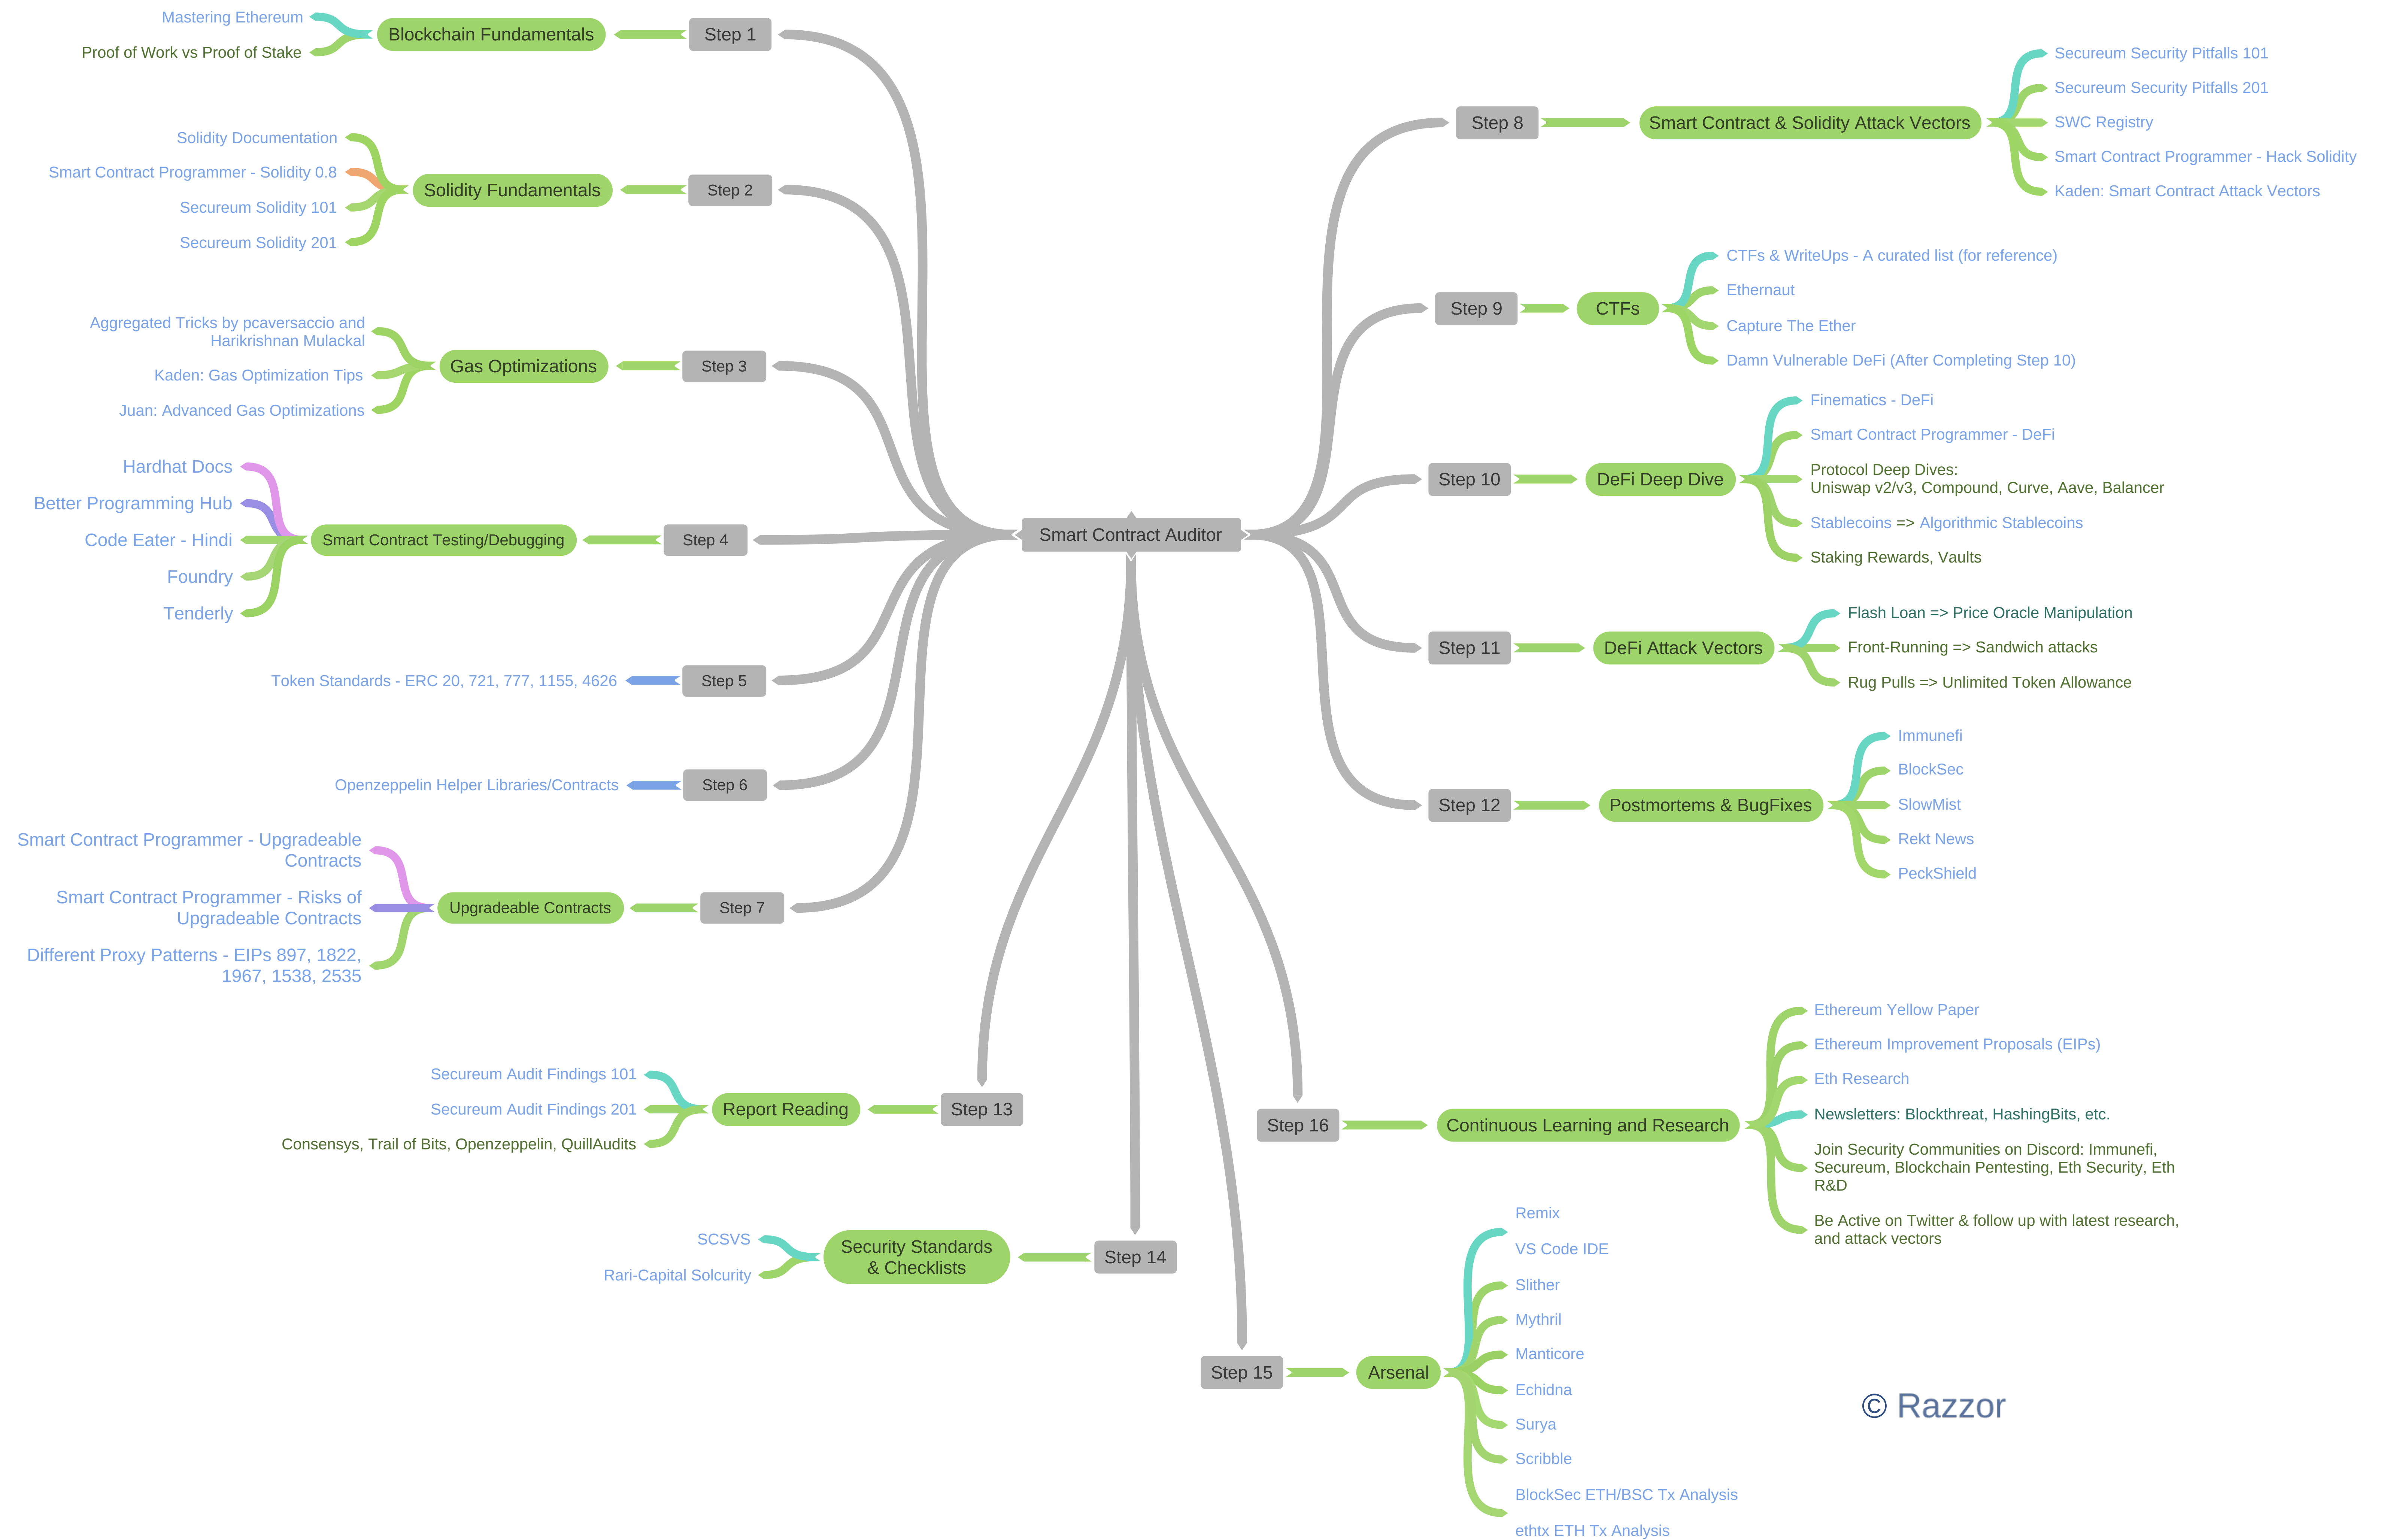 Smart Contract Auditor
Step 1
Blockchain Fundamentals
Mastering Ethereum
Proof of Work vs Proof of Stake
Step 2
Solidity Fundamentals
Solidity Documentation
Smart Contract Programmer - Solidity 0.8
Secureum Solidity 101
Secureum Solidity 201
Step 3
Gas Optimizations
Aggregated Tricks by pcaversaccio and
Harikrishnan Mulackal
Kaden: Gas Optimization Tips
Juan: Advanced Gas Optimizations
Step 4
Smart Contract Testing/Debugging
Hardhat Docs
Better Programming Hub
Code Eater - Hindi
Foundry
Tenderly
Step 5
Token Standards - ERC 20, 721, 777, 1155, 4626
Step 6
Openzeppelin Helper Libraries/Contracts
Step 7
Upgradeable Contracts
Smart Contract Programmer - Upgradeable
Contracts
Smart Contract Programmer - Risks of
Upgradeable Contracts
Different Proxy Patterns - EIPs 897, 1822,
1967, 1538, 2535
Step 8
Smart Contract & Solidity Attack Vectors
Secureum Security Pitfalls 101
Secureum Security Pitfalls 201
SWC Registry
Smart Contract Programmer - Hack Solidity
Kaden: Smart Contract Attack Vectors
Step 9
CTFs
CTFs & WriteUps - A curated list (for reference)
Ethernaut
Capture The Ether
Damn Vulnerable DeFi (After Completing Step 10)
Step 10
DeFi Deep Dive
Finematics - DeFi
Smart Contract Programmer - DeFi
Protocol Deep Dives:
Uniswap v2/v3, Compound, Curve, Aave, Balancer
Stablecoins => Algorithmic Stablecoins
Staking Rewards, Vaults
Step 11
DeFi Attack Vectors
Flash Loan => Price Oracle Manipulation
Front-Running => Sandwich attacks
Rug Pulls => Unlimited Token Allowance
Step 12
Postmortems & BugFixes
Immunefi
BlockSec
SlowMist
Rekt News
PeckShield
Step 13
Report Reading
Secureum Audit Findings 101
Secureum Audit Findings 201
Consensys, Trail of Bits, Openzeppelin, QuillAudits
Step 14
Security Standards
& Checklists
SCSVS
Rari-Capital Solcurity
Step 15
Arsenal
Remix
VS Code IDE
Slither
Mythril
Manticore
Echidna
Surya
Scribble
BlockSec ETH/BSC Tx Analysis
ethtx ETH Tx Analysis
Step 16
Continuous Learning and Research
Ethereum Yellow Paper
Ethereum Improvement Proposals (EIPs)
Eth Research
Newsletters: Blockthreat, HashingBits, etc.
Join Security Communities on Discord: Immunefi,
Secureum, Blockchain Pentesting, Eth Security, Eth
R&D
Be Active on Twitter & follow up with latest research,
and attack vectors
© Razzor